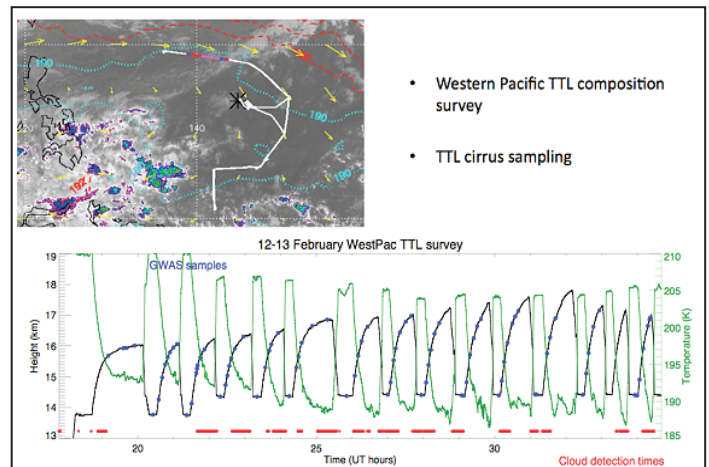 190
190
140
190
192
• Western Pacific TTL composition
survey
• TTL cirrus sampling
12-13 February WestPac TTL survey
GWAS samples
19
18
17
16
15
14
13
Height (km)
20
25
30
Time (UT hours)
210
205
200
195
190
185
Temperature (K)
Cloud detection times